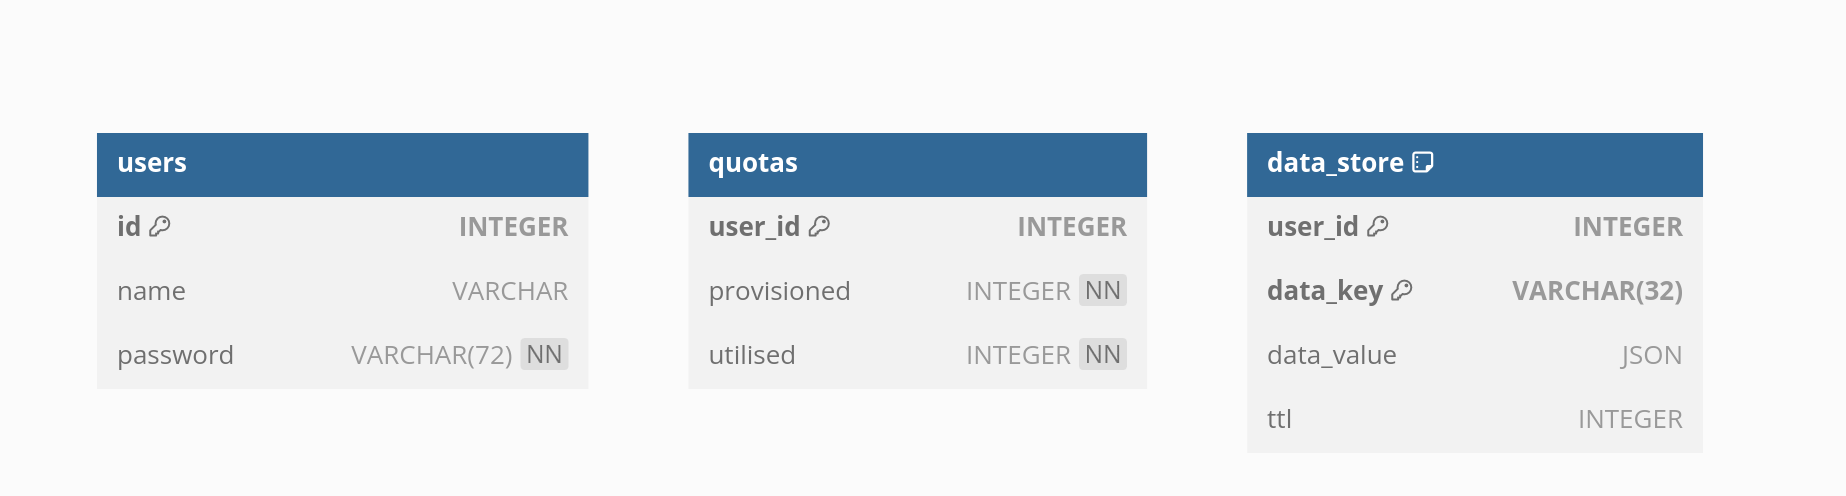 users
id INTEGER
name VARCHAR
password VARCHAR(72) NN
quotas
user_id INTEGER
provisioned INTEGER NN
utilised INTEGER NN
data_store
user_id INTEGER
data_key VARCHAR(32)
data_value JSON
ttl INTEGER